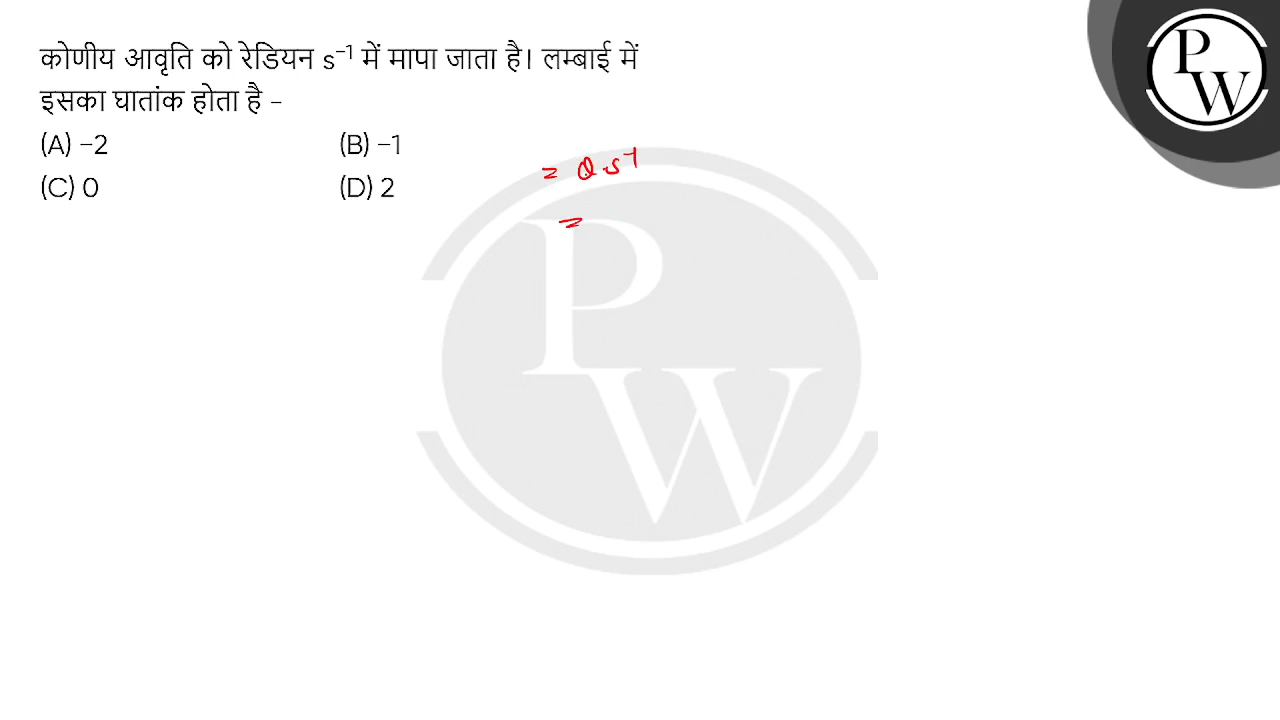 कोणीय आवृति को रेडियन s⁻¹ में मापा जाता है। लम्बाई में
इसका घातांक होता है –
(A) –2 (B) –1
(C) 0 (D) 2
= θ.s⁻¹
=
P
W
P
W